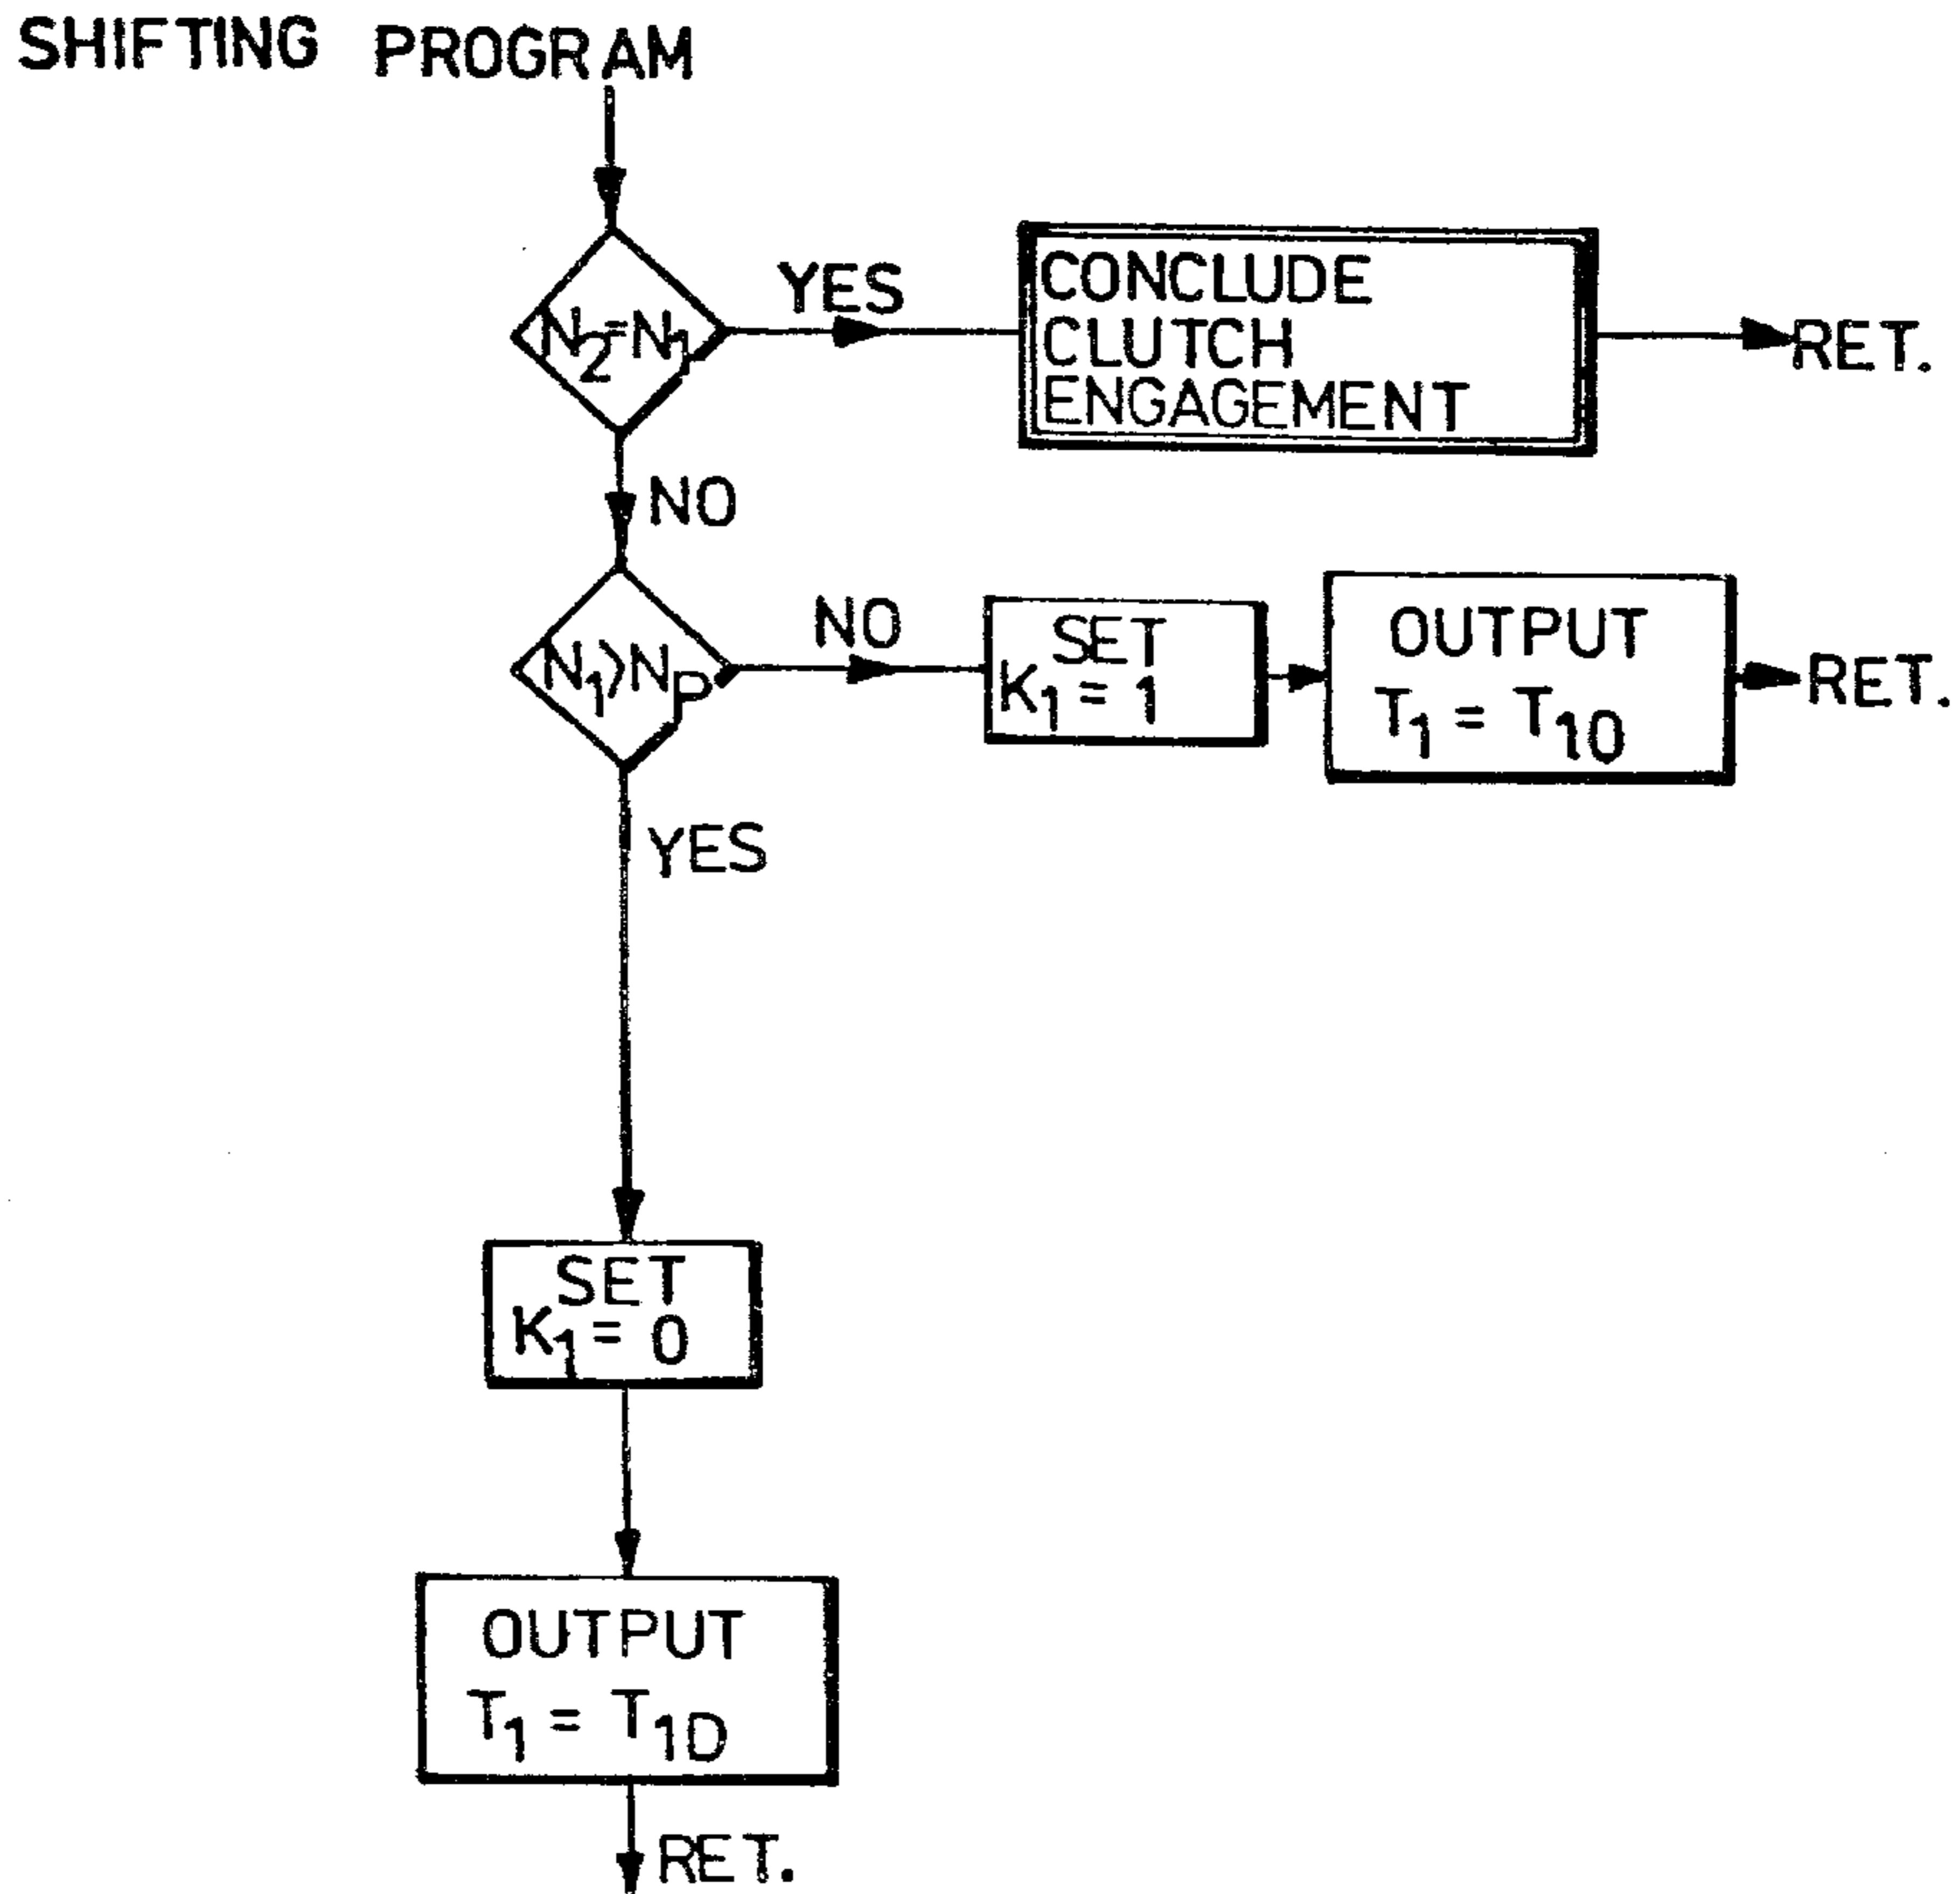 SHIFTING PROGRAM
N₂=N₁
YES
CONCLUDE
CLUTCH
ENGAGEMENT
RET.
NO
N₁>N_P
NO
SET
K₁ = 1
OUTPUT
T₁ = T₁₀
RET.
YES
SET
K₁ = 0
OUTPUT
T₁ = T₁D
RET.